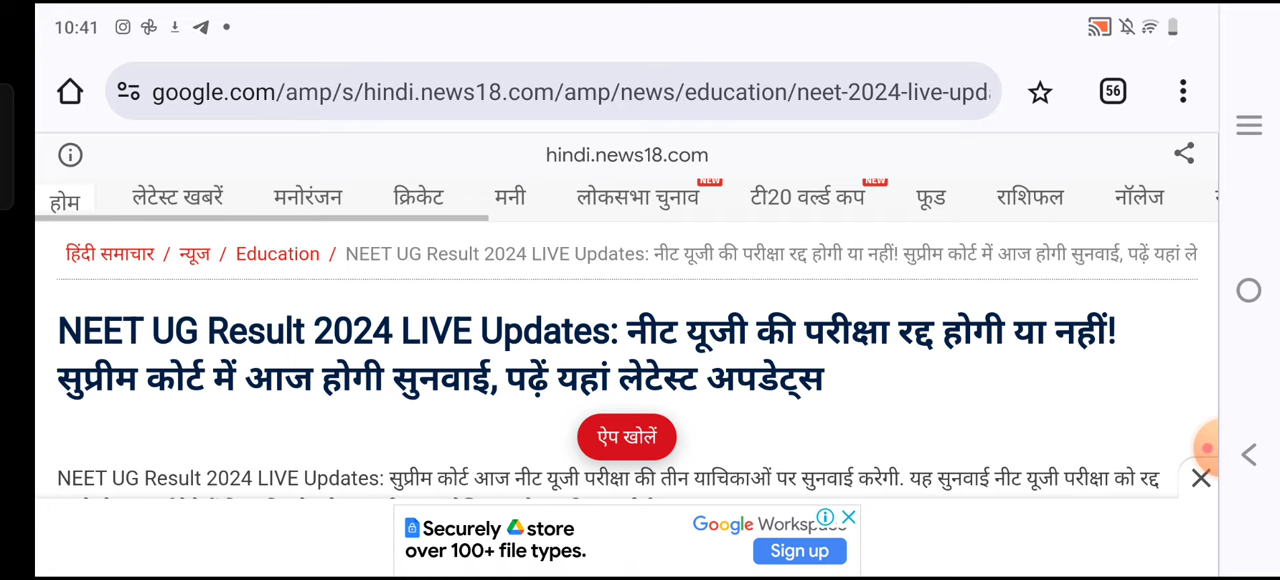 10:41
google.com/amp/s/hindi.news18.com/amp/news/education/neet-2024-live-upd
56
hindi.news18.com
होम लेटेस्ट खबरें मनोरंजन क्रिकेट मनी लोकसभा चुनाव NEW टी20 वर्ल्ड कप NEW फूड राशिफल नॉलेज
हिंदी समाचार / न्यूज / Education / NEET UG Result 2024 LIVE Updates: नीट यूजी की परीक्षा रद्द होगी या नहीं! सुप्रीम कोर्ट में आज होगी सुनवाई, पढ़ें यहां ले
NEET UG Result 2024 LIVE Updates: नीट यूजी की परीक्षा रद्द होगी या नहीं!
सुप्रीम कोर्ट में आज होगी सुनवाई, पढ़ें यहां लेटेस्ट अपडेट्स
ऐप खोलें
NEET UG Result 2024 LIVE Updates: सुप्रीम कोर्ट आज नीट यूजी परीक्षा की तीन याचिकाओं पर सुनवाई करेगी. यह सुनवाई नीट यूजी परीक्षा को रद्द
Securely store
over 100+ file types.
Google Workspace
Sign up